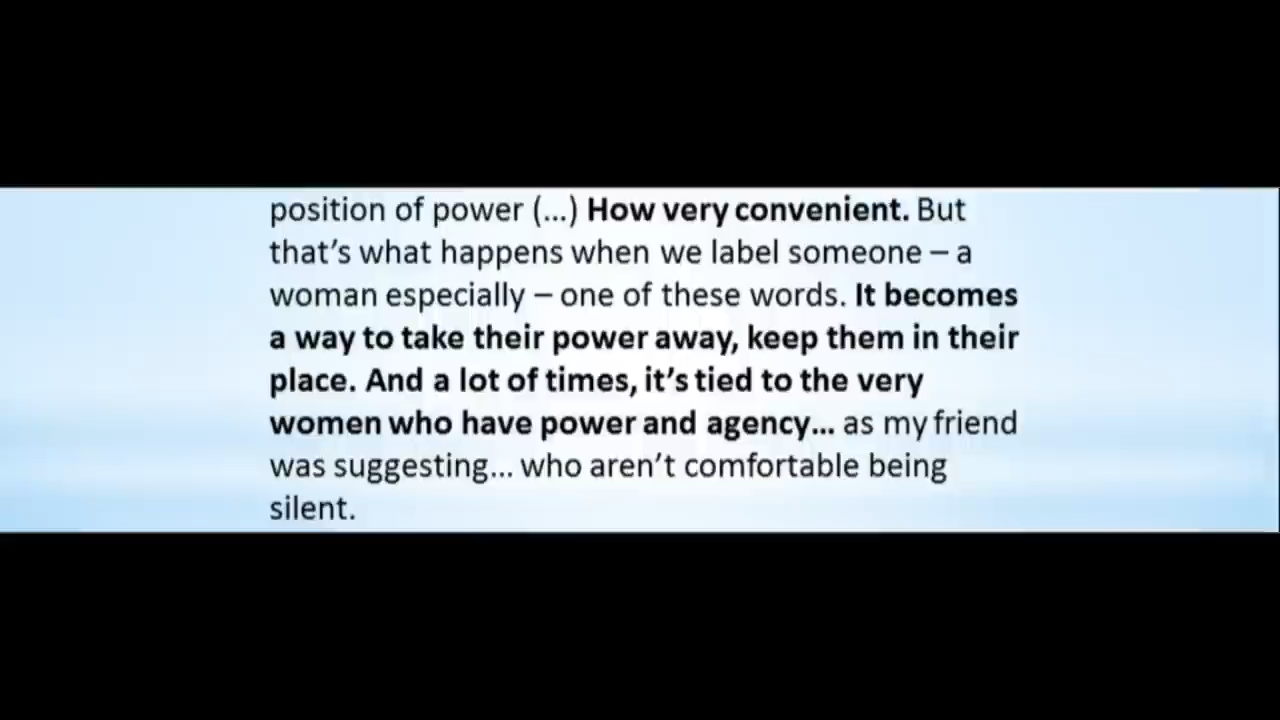 position of power (...) How very convenient. But
that's what happens when we label someone – a
woman especially – one of these words. It becomes
a way to take their power away, keep them in their
place. And a lot of times, it's tied to the very
women who have power and agency... as my friend
was suggesting... who aren't comfortable being
silent.